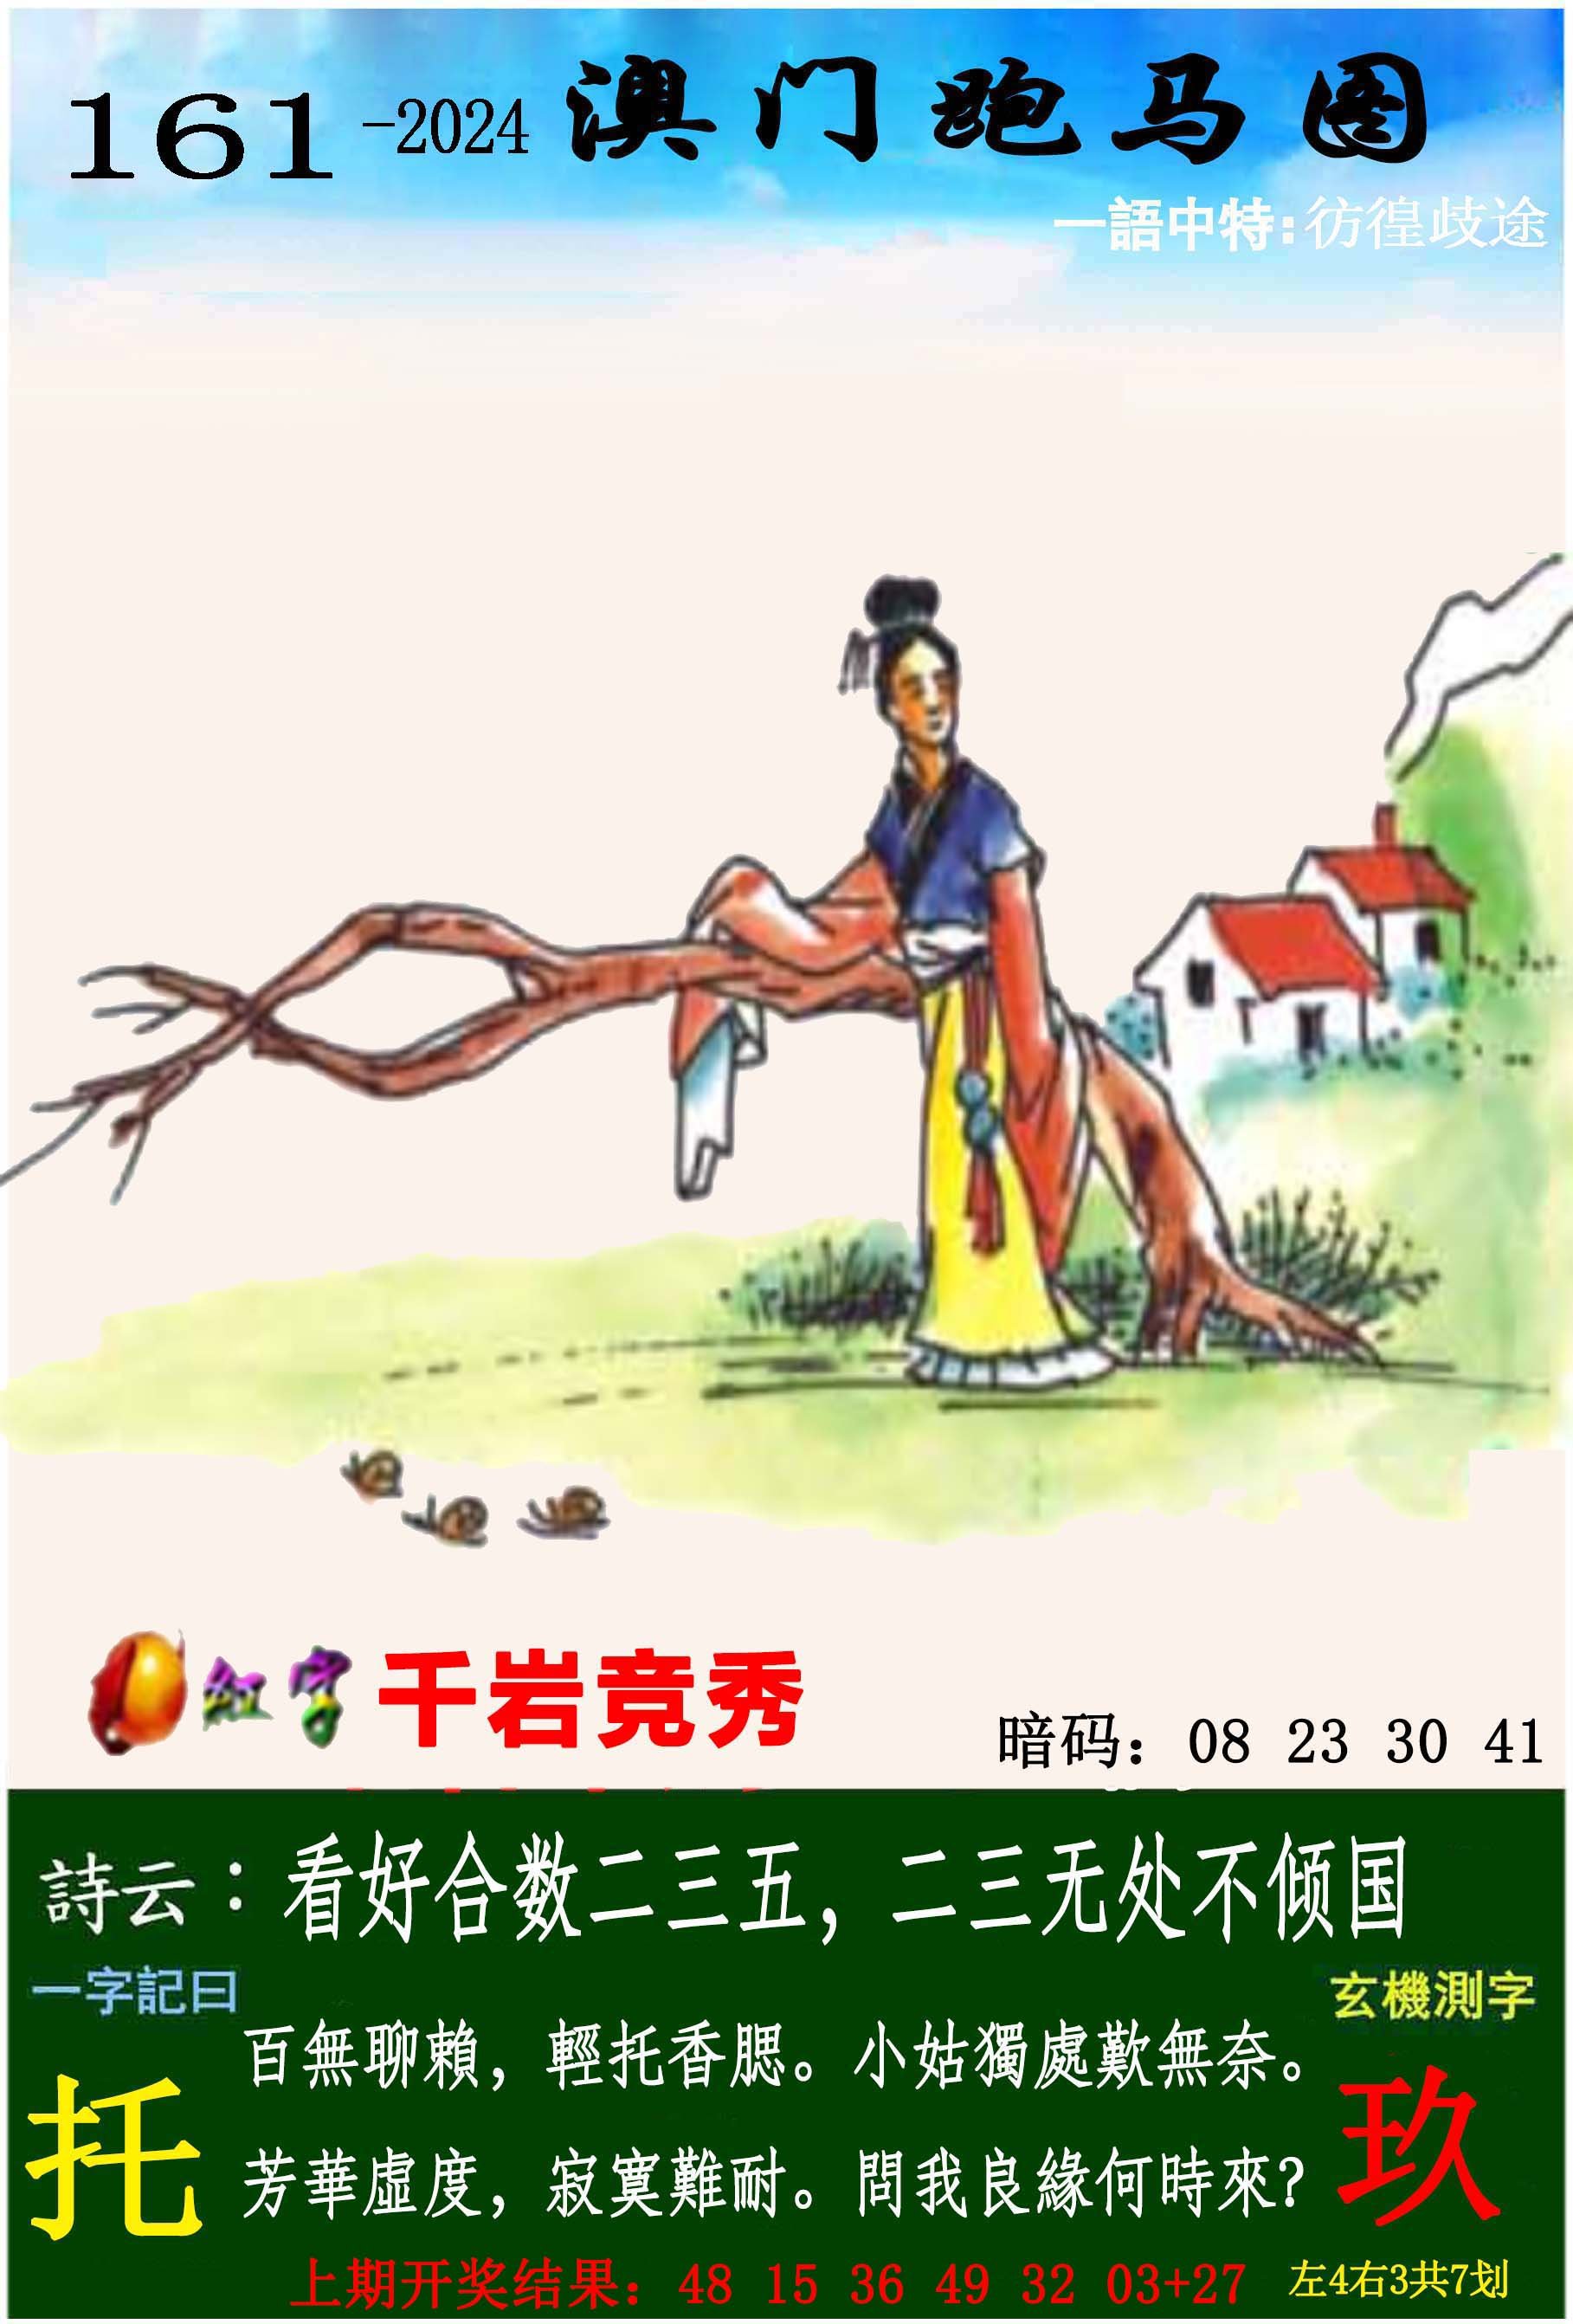 161-2024 澳门跑马图
一語中特:彷徨歧途
红字 千岩竞秀
暗码：08 23 30 41
詩云：看好合数二三五，二三无处不倾国
一字記曰
玄機測字
百無聊賴，輕托香腮。小姑獨處歎無奈。
托
玖
芳華虛度，寂寞難耐。問我良緣何時來？
上期开奖结果：48 15 36 49 32 03+27
左4右3共7划